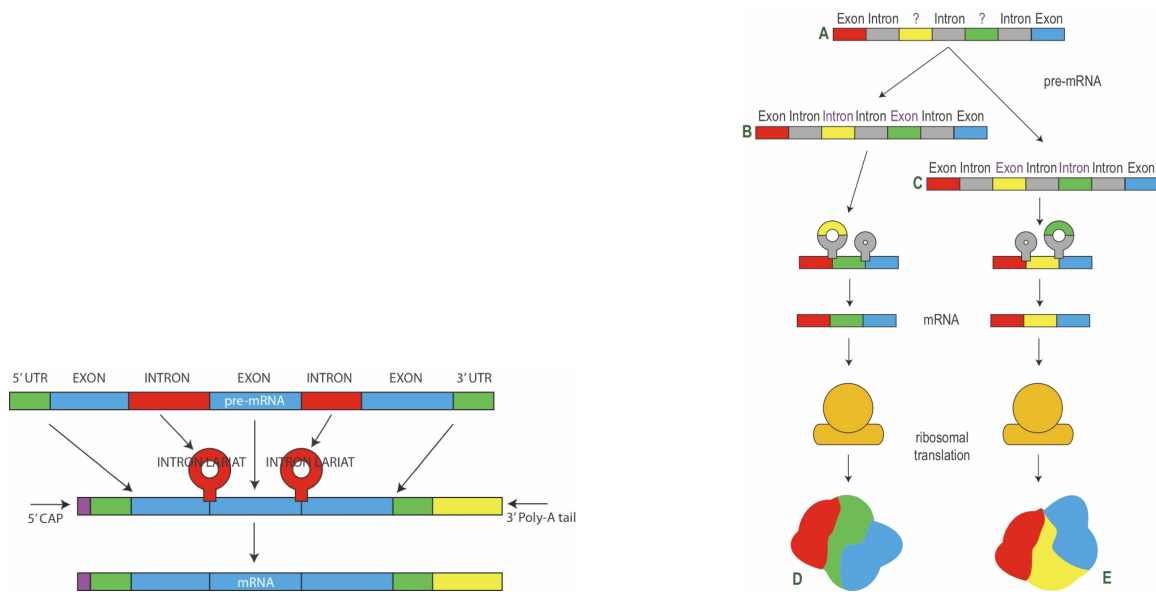 5' UTR EXON INTRON EXON INTRON EXON 3' UTR
pre-mRNA
INTRON LARIAT INTRON LARIAT
5' CAP 3' Poly-A tail
mRNA
Exon Intron ? Intron ? Intron Exon
A
pre-mRNA
Exon Intron Intron Intron Exon Intron Exon
B
Exon Intron Exon Intron Intron Intron Exon
C
mRNA
ribosomal
translation
D E